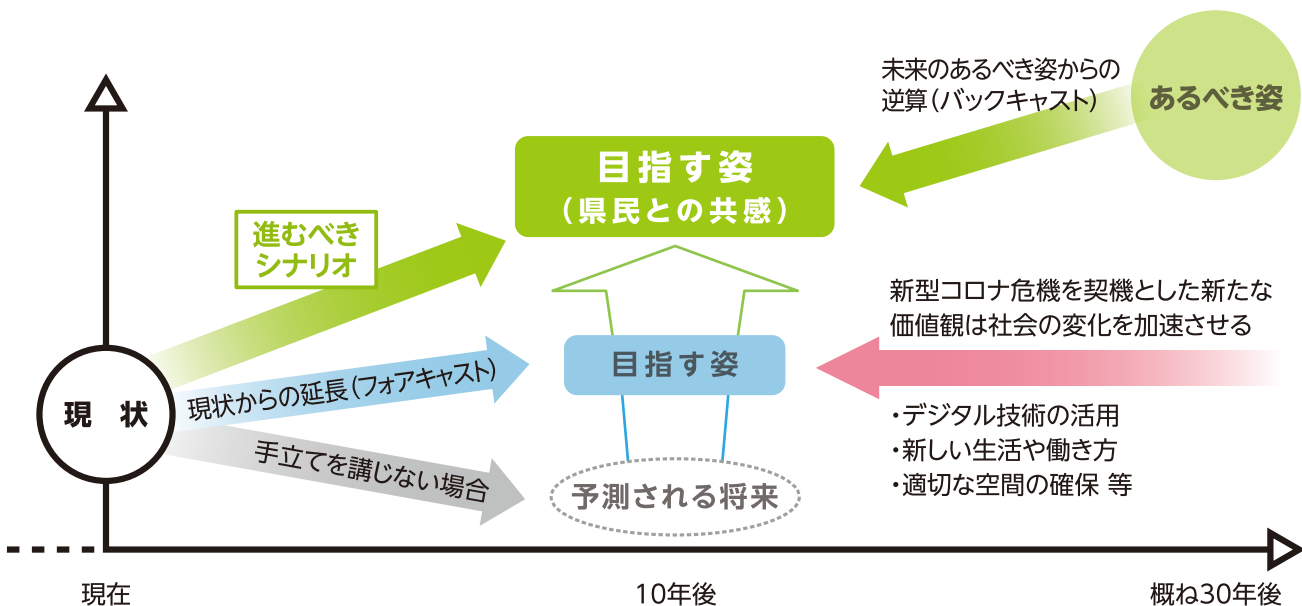 未来のあるべき姿からの
逆算（バックキャスト）
あるべき姿
目指す姿
（県民との共感）
進むべき
シナリオ
新型コロナ危機を契機とした新たな
価値観は社会の変化を加速させる
目指す姿
現状からの延長（フォアキャスト）
現 状
・デジタル技術の活用
・新しい生活や働き方
・適切な空間の確保 等
手立てを講じない場合
予測される将来
現在
10年後
概ね30年後